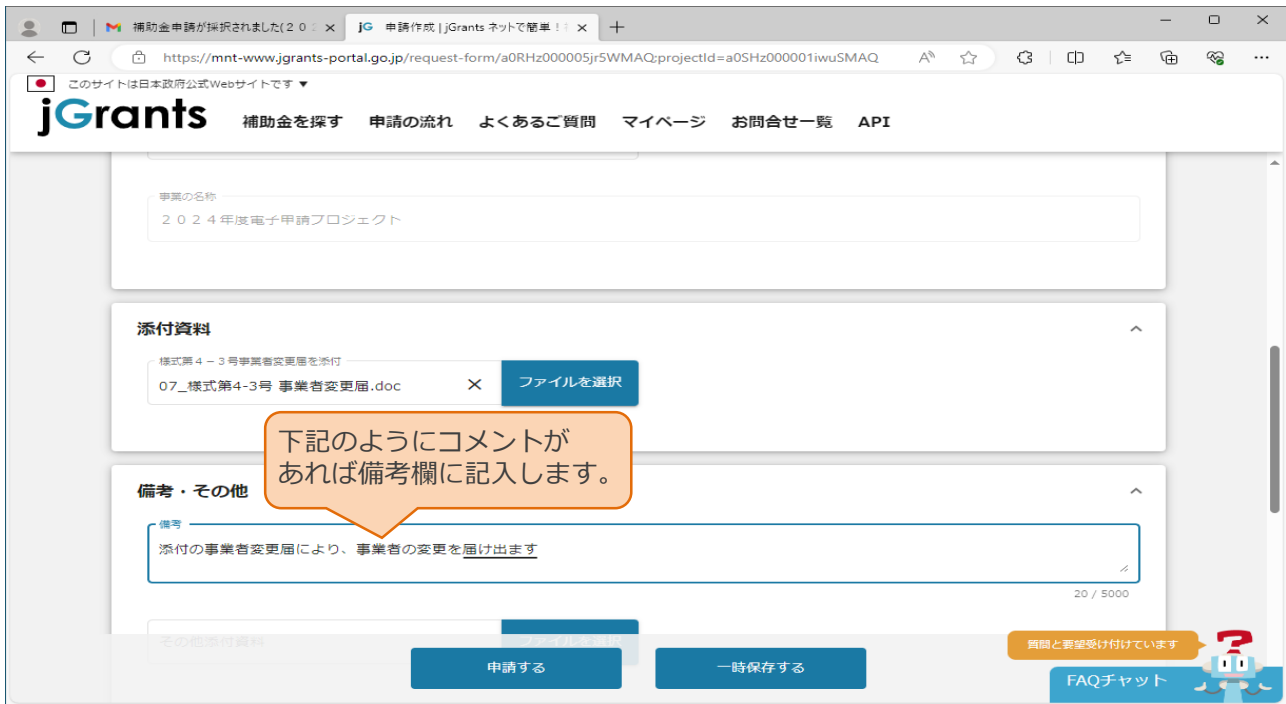 補助金申請が採択されました(２０２
jG 申請作成 | jGrants ネットで簡単！
https://mnt-www.jgrants-portal.go.jp/request-form/a0RHz000005jr5WMAQ;projectId=a0SHz000001iwuSMAQ
このサイトは日本政府公式Webサイトです ▼
jGrants 補助金を探す 申請の流れ よくあるご質問 マイページ お問合せ一覧 API
事業の名称
２０２４年度電子申請プロジェクト
添付資料
様式第４－３号事業者変更届を添付
07_様式第4-3号 事業者変更届.doc
ファイルを選択
下記のようにコメントが
あれば備考欄に記入します。
備考・その他
備考
添付の事業者変更届により、事業者の変更を届け出ます
20 / 5000
その他添付資料
ファイルを選択
質問と要望受け付けています
申請する
一時保存する
FAQチャット